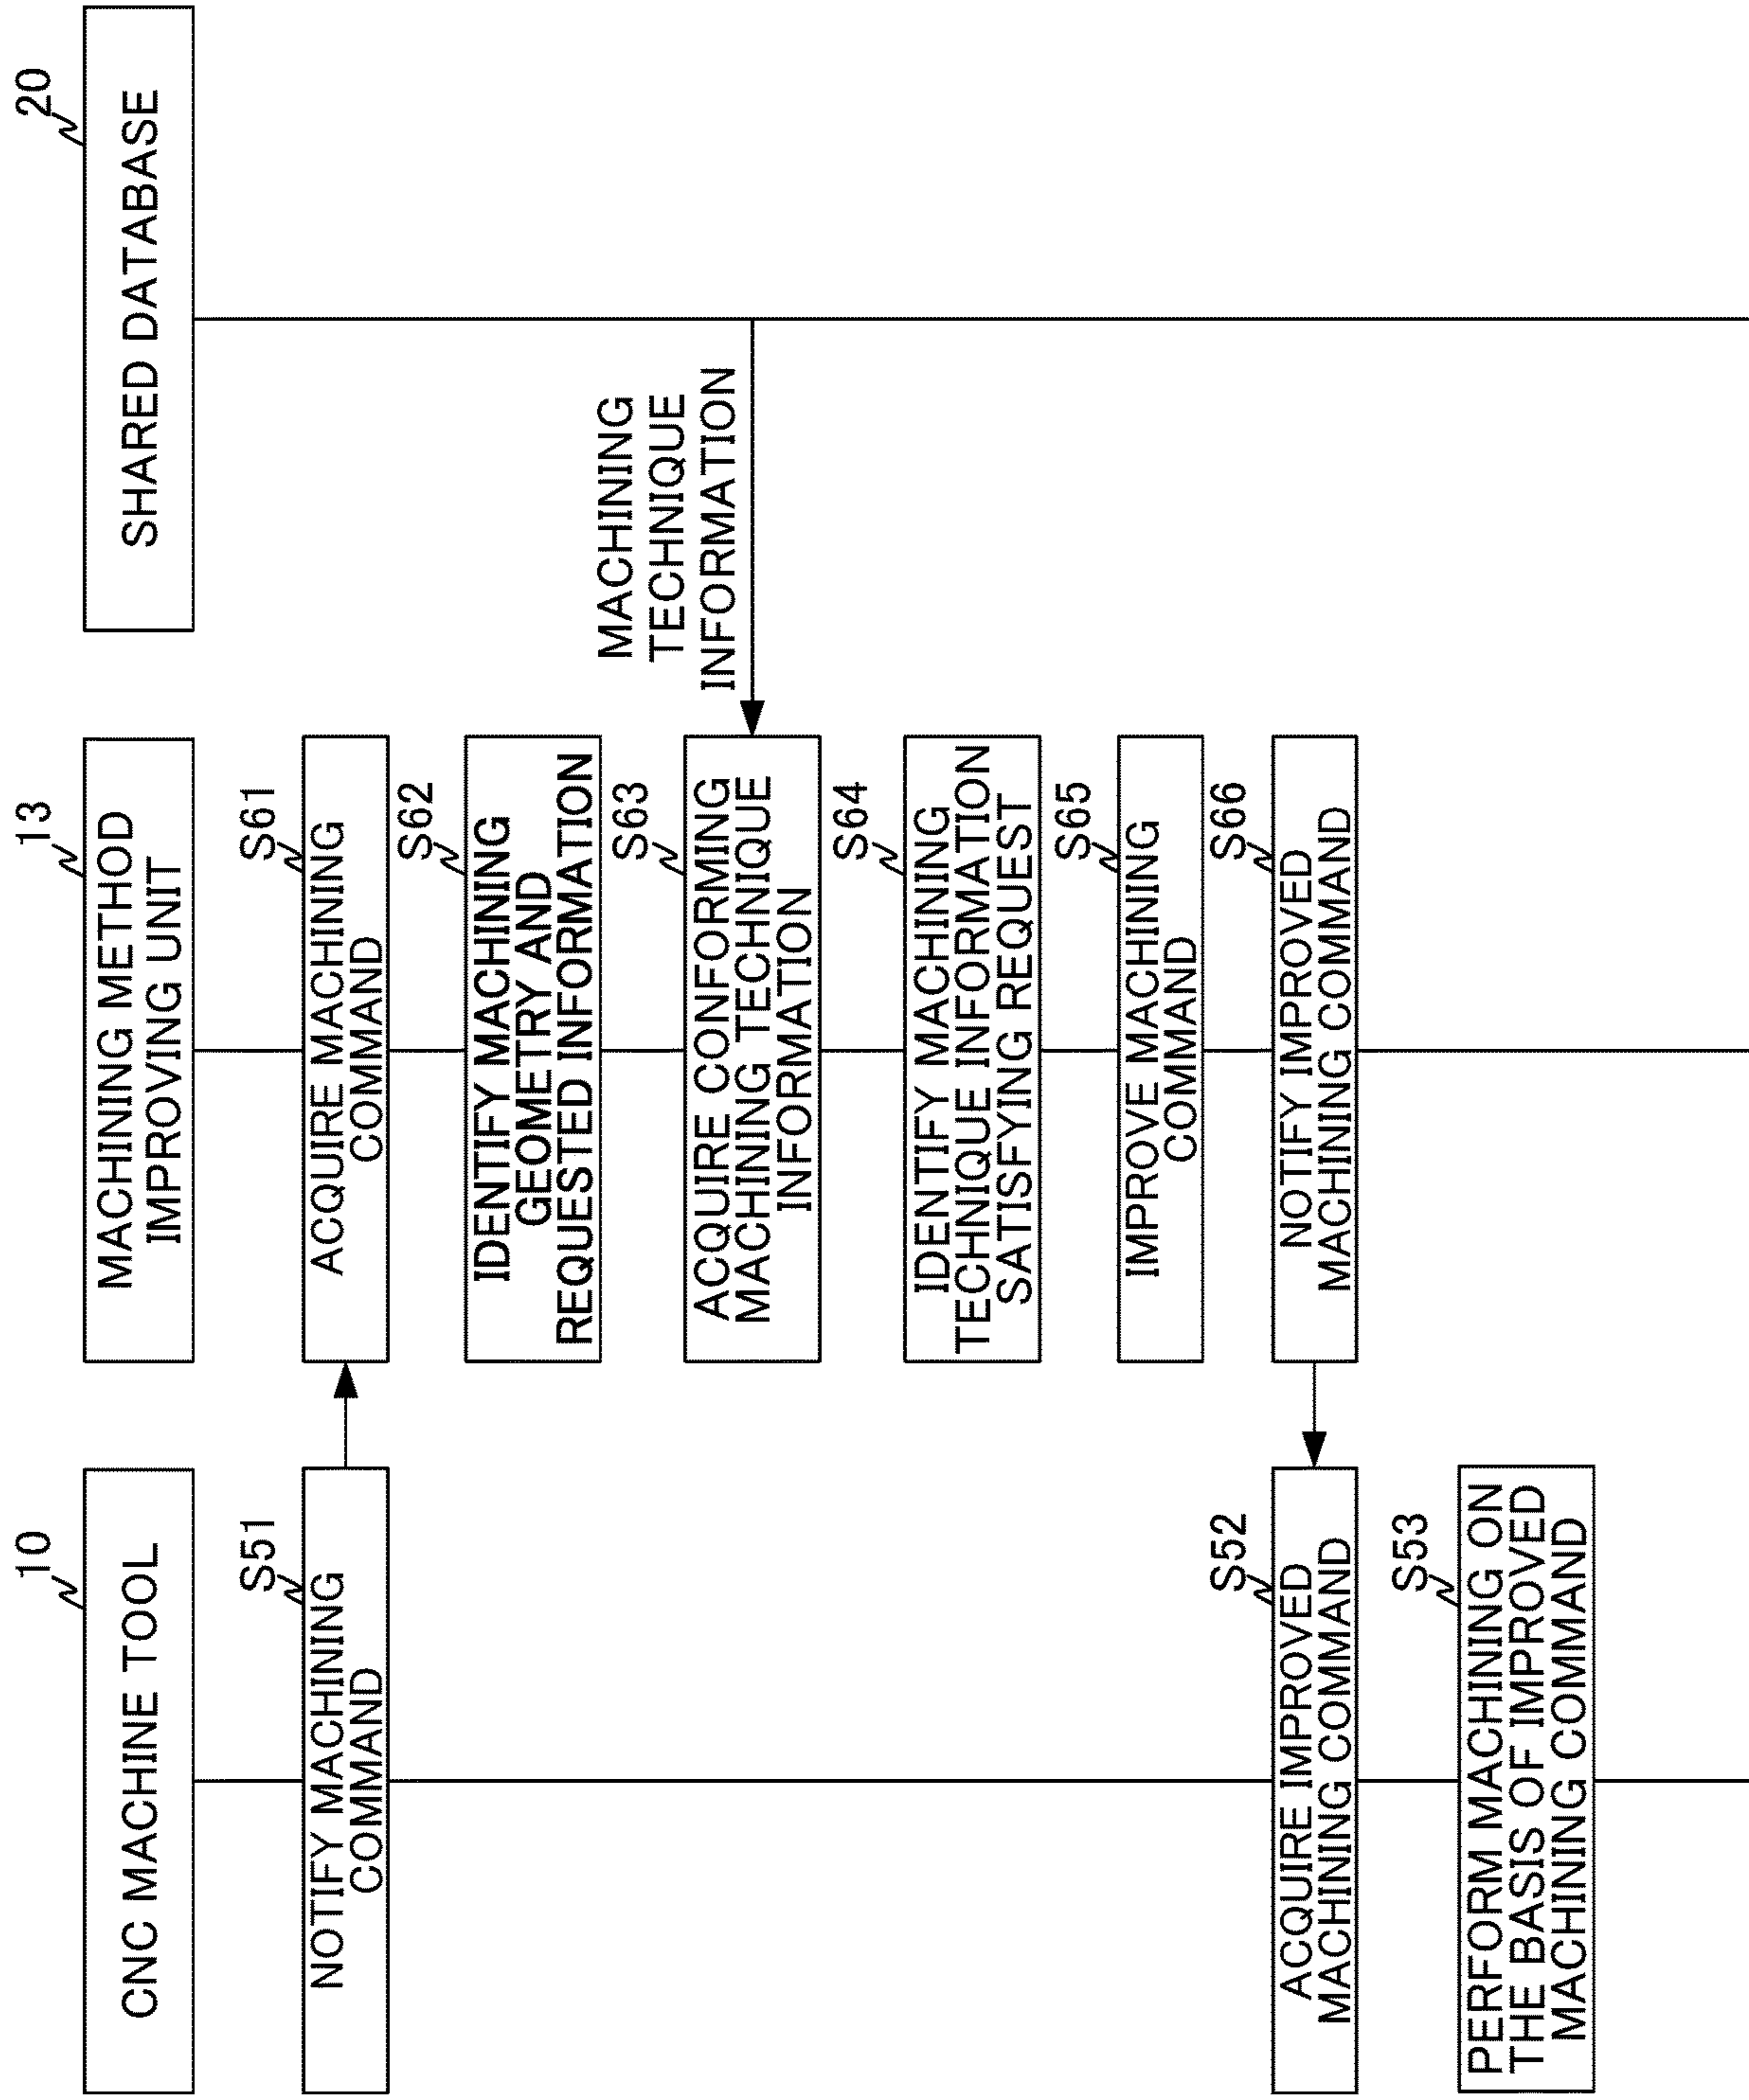 10
CNC MACHINE TOOL
13
MACHINING METHOD
IMPROVING UNIT
20
SHARED DATABASE
S51
NOTIFY MACHINING
COMMAND
S61
ACQUIRE MACHINING
COMMAND
S62
IDENTIFY MACHINING
GEOMETRY AND
REQUESTED INFORMATION
MACHINING
TECHNIQUE
INFORMATION
S63
ACQUIRE CONFORMING
MACHINING TECHNIQUE
INFORMATION
S64
IDENTIFY MACHINING
TECHNIQUE INFORMATION
SATISFYING REQUEST
S65
IMPROVE MACHINING
COMMAND
S66
NOTIFY IMPROVED
MACHINING COMMAND
S52
ACQUIRE IMPROVED
MACHINING COMMAND
S53
PERFORM MACHINING ON
THE BASIS OF IMPROVED
MACHINING COMMAND